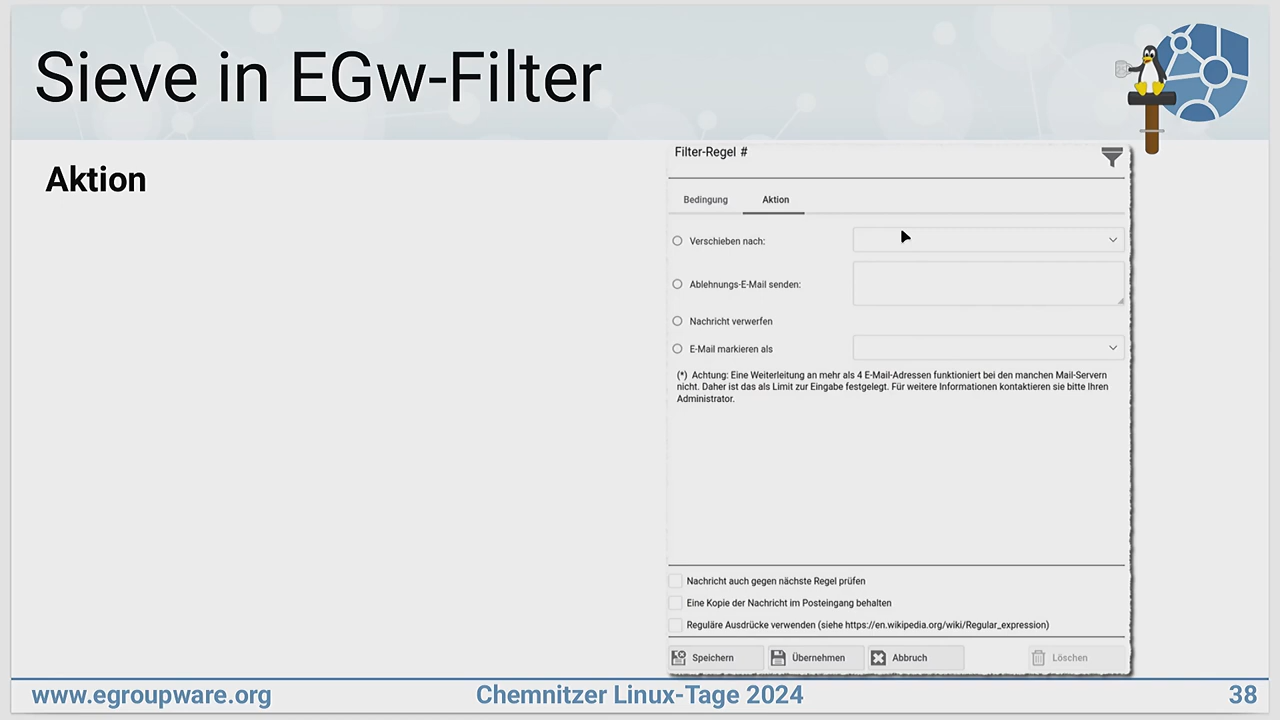 Sieve in EGw-Filter
Aktion
Filter-Regel #
Bedingung Aktion
Verschieben nach:
Ablehnungs-E-Mail senden:
Nachricht verwerfen
E-Mail markieren als
(*) Achtung: Eine Weiterleitung an mehr als 4 E-Mail-Adressen funktioniert bei den manchen Mail-Servern
nicht. Daher ist das als Limit zur Eingabe festgelegt. Für weitere Informationen kontaktieren sie bitte Ihren
Administrator.
Nachricht auch gegen nächste Regel prüfen
Eine Kopie der Nachricht im Posteingang behalten
Reguläre Ausdrücke verwenden (siehe https://en.wikipedia.org/wiki/Regular_expression)
Speichern Übernehmen Abbruch Löschen
www.egroupware.org Chemnitzer Linux-Tage 2024 38